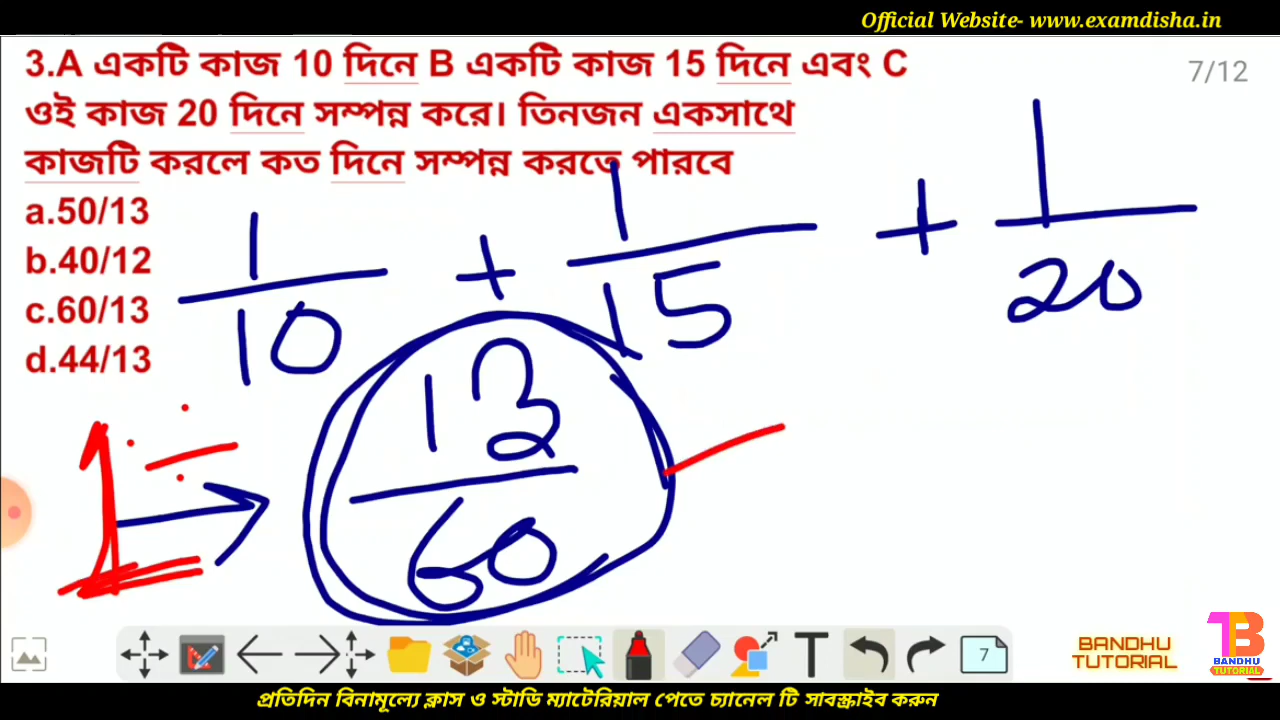 Official Website- www.examdisha.in
3.A একটি কাজ 10 দিনে B একটি কাজ 15 দিনে এবং C
7/12
ওই কাজ 20 দিনে সম্পন্ন করে। তিনজন একসাথে
কাজটি করলে কত দিনে সম্পন্ন করতে পারবে
a.50/13
b.40/12
c.60/13
d.44/13
1/10 + 1/15 + 1/20
1 ÷ → 13/60
T
7
BANDHU
TUTORIAL
TB
BANDHU
TUTORIAL
প্রতিদিন বিনামূল্যে ক্লাস ও স্টাডি ম্যাটেরিয়াল পেতে চ্যানেল টি সাবস্ক্রাইব করুন